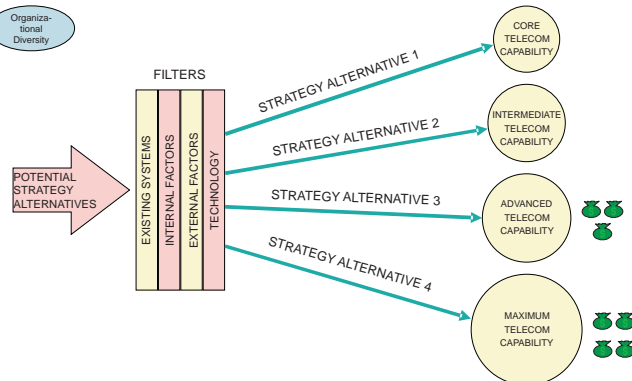 Organiza-
tional
Diversity
FILTERS
POTENTIAL
STRATEGY
ALTERNATIVES
EXISTING SYSTEMS
INTERNAL FACTORS
EXTERNAL FACTORS
TECHNOLOGY
STRATEGY ALTERNATIVE 1
STRATEGY ALTERNATIVE 2
STRATEGY ALTERNATIVE 3
STRATEGY ALTERNATIVE 4
CORE
TELECOM
CAPABILITY
INTERMEDIATE
TELECOM
CAPABILITY
ADVANCED
TELECOM
CAPABILITY
MAXIMUM
TELECOM
CAPABILITY